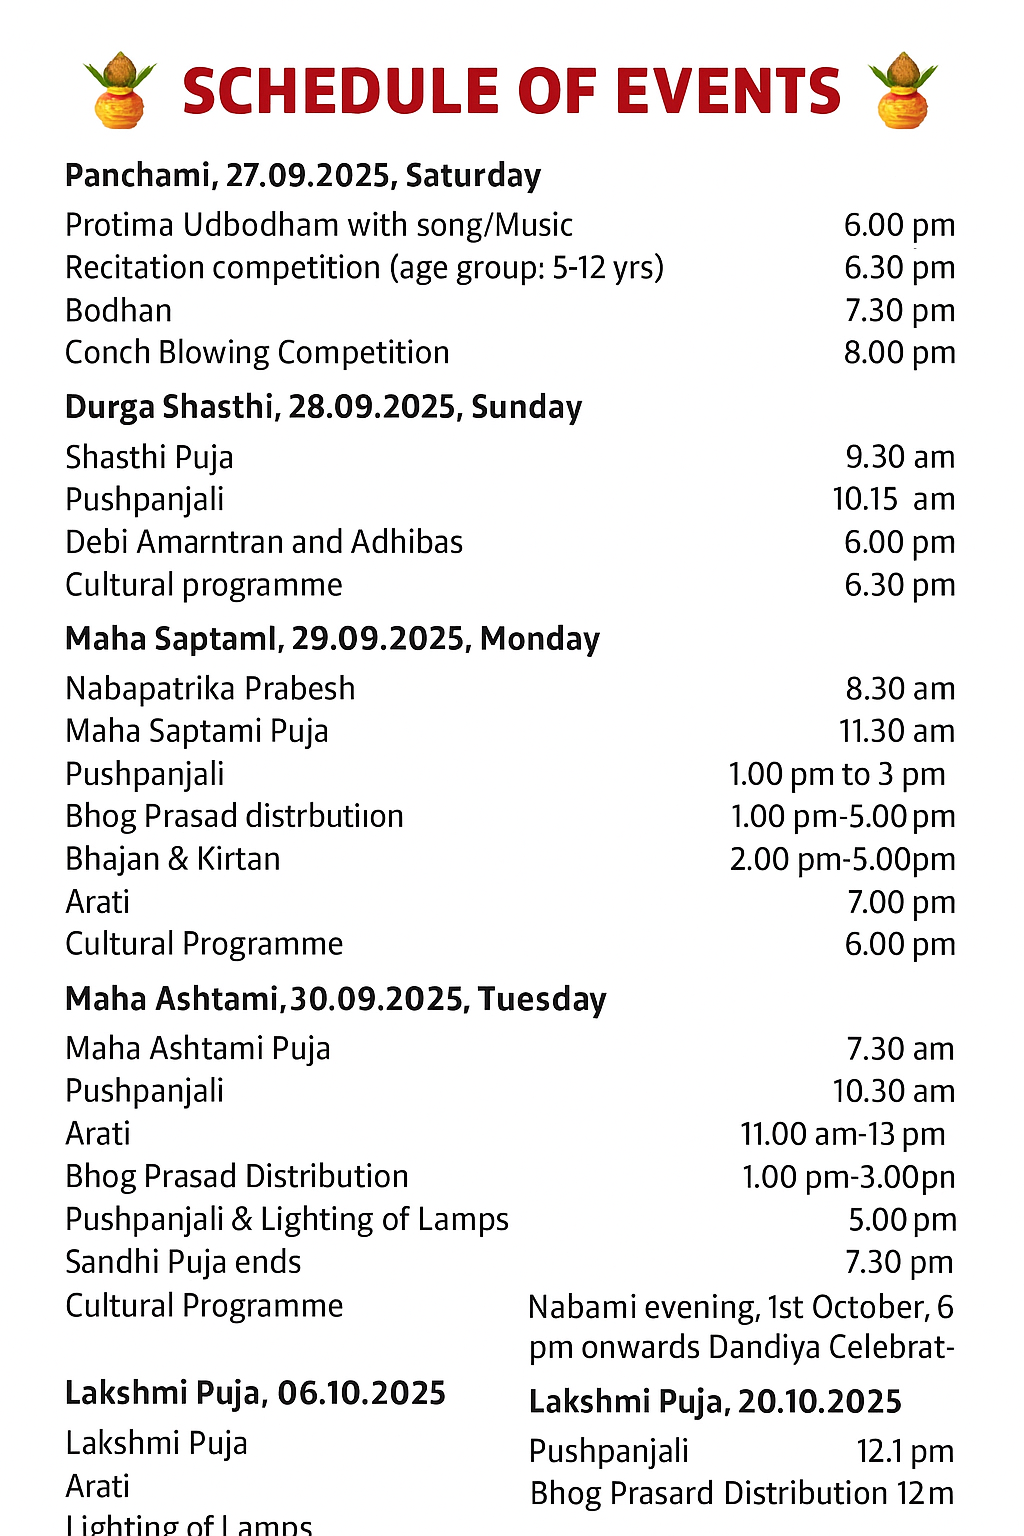 SCHEDULE OF EVENTS
Panchami, 27.09.2025, Saturday
Protima Udbodham with song/Music 6.00 pm
Recitation competition (age group: 5-12 yrs) 6.30 pm
Bodhan 7.30 pm
Conch Blowing Competition 8.00 pm
Durga Shasthi, 28.09.2025, Sunday
Shasthi Puja 9.30 am
Pushpanjali 10.15 am
Debi Amarntran and Adhibas 6.00 pm
Cultural programme 6.30 pm
Maha SaptamI, 29.09.2025, Monday
Nabapatrika Prabesh 8.30 am
Maha Saptami Puja 11.30 am
Pushpanjali 1.00 pm to 3 pm
Bhog Prasad distrbutiıon 1.00 pm-5.00 pm
Bhajan & Kirtan 2.00 pm-5.00pm
Arati 7.00 pm
Cultural Programme 6.00 pm
Maha Ashtami,30.09.2025, Tuesday
Maha Ashtami Puja 7.30 am
Pushpanjali 10.30 am
Arati 11.00 am-13 pm
Bhog Prasad Distribution 1.00 pm-3.00pn
Pushpanjali & Lighting of Lamps 5.00 pm
Sandhi Puja ends 7.30 pm
Cultural Programme Nabami evening, 1st October, 6
pm onwards Dandiya Celebrat-
Lakshmi Puja, 06.10.2025
Lakshmi Puja
Arati
Lighting of Lamps
Lakshmi Puja, 20.10.2025
Pushpanjali 12.1 pm
Bhog Prasard Distribution 12m